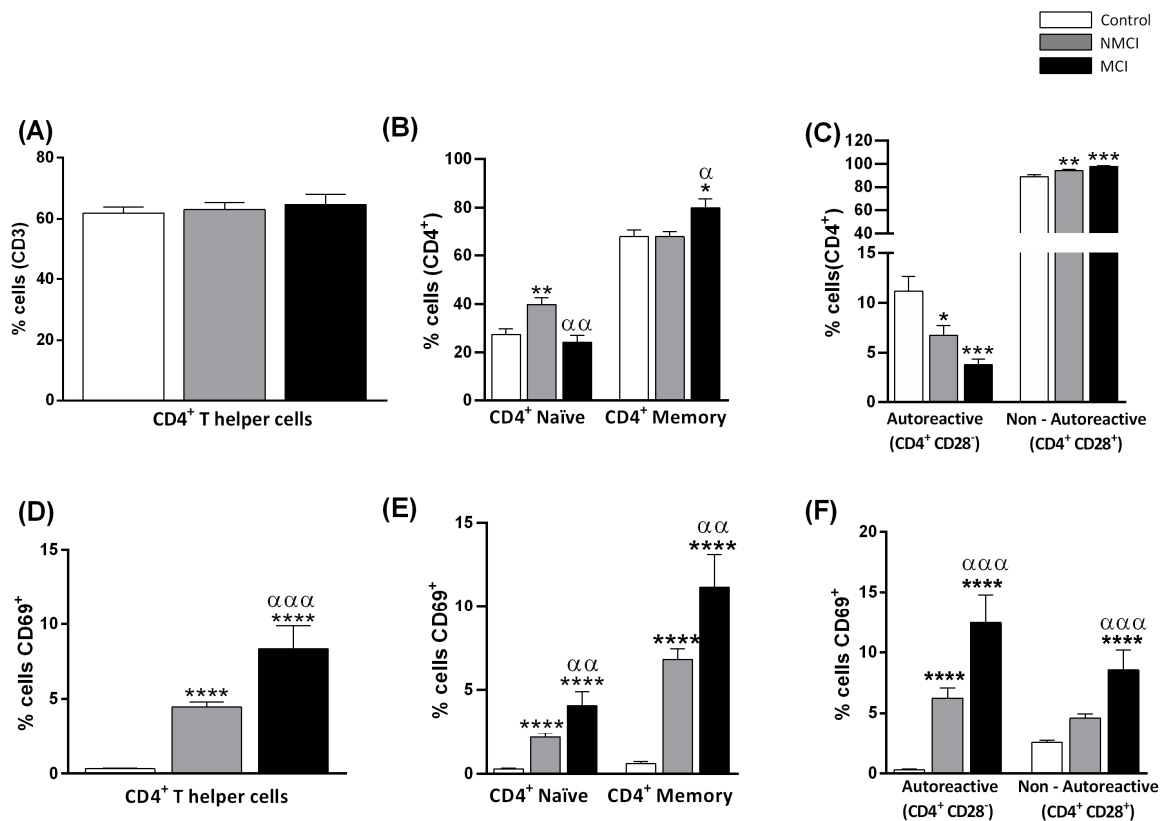 Control
NMCI
MCI
(A)
80
60
40
20
0
% cells (CD3)
CD4⁺ T helper cells
(B)
100
80
60
40
20
0
% cells (CD4⁺)
**
αα
α
*
CD4⁺ Naïve
CD4⁺ Memory
(C)
120
100
80
60
40
15
10
5
0
% cells(CD4⁺)
*
***
**
***
Autoreactive
(CD4⁺ CD28⁻)
Non - Autoreactive
(CD4⁺ CD28⁺)
(D)
15
10
5
0
% cells CD69⁺
****
ααα
****
CD4⁺ T helper cells
(E)
15
10
5
0
% cells CD69⁺
****
αα
****
****
αα
****
CD4⁺ Naïve
CD4⁺ Memory
(F)
20
15
10
5
0
% cells CD69⁺
****
ααα
****
ααα
****
Autoreactive
(CD4⁺ CD28⁻)
Non - Autoreactive
(CD4⁺ CD28⁺)